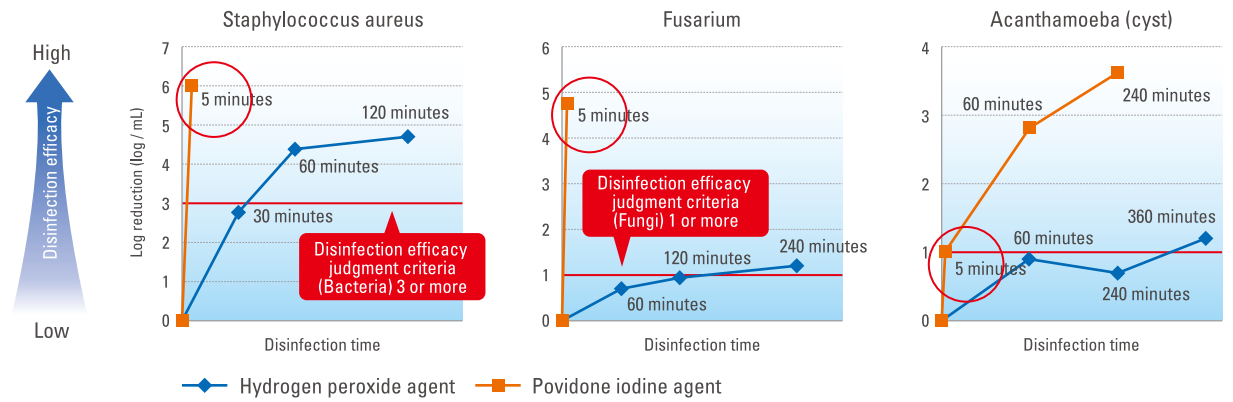 Staphylococcus aureus
Fusarium
Acanthamoeba (cyst)
High
Disinfection efficacy
Low
Log reduction (log / mL)
7
6
5
4
3
2
1
0
5 minutes
120 minutes
60 minutes
30 minutes
Disinfection efficacy
judgment criteria
(Bacteria) 3 or more
Disinfection time
6
5
4
3
2
1
0
5 minutes
Disinfection efficacy
judgment criteria
(Fungi) 1 or more
240 minutes
120 minutes
60 minutes
Disinfection time
4
3
2
1
0
60 minutes
240 minutes
360 minutes
60 minutes
5 minutes
240 minutes
Disinfection time
Hydrogen peroxide agent
Povidone iodine agent